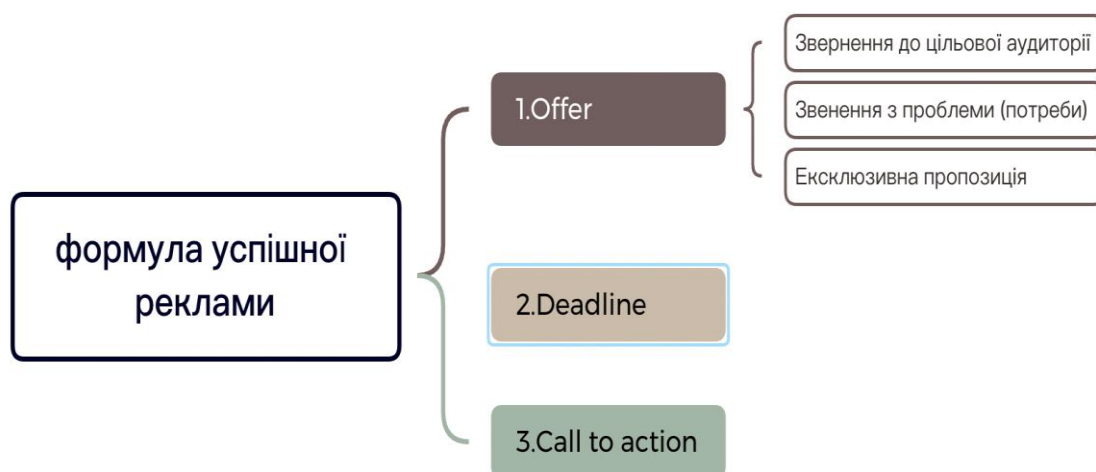 формула успішної
реклами
1.Offer
Звернення до цільової аудиторії
Звенення з проблеми (потреби)
Ексклюзивна пропозиція
2.Deadline
3.Call to action